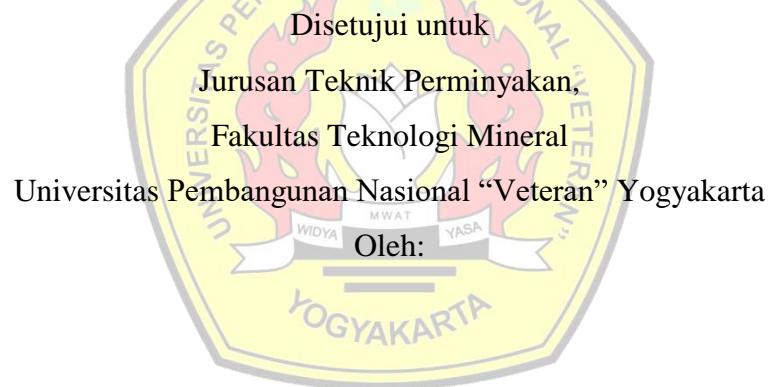 Disetujui untuk
Jurusan Teknik Perminyakan,
Fakultas Teknologi Mineral
Universitas Pembangunan Nasional “Veteran” Yogyakarta
Oleh:
WIDYA MWAT YASA
YOGYAKARTA